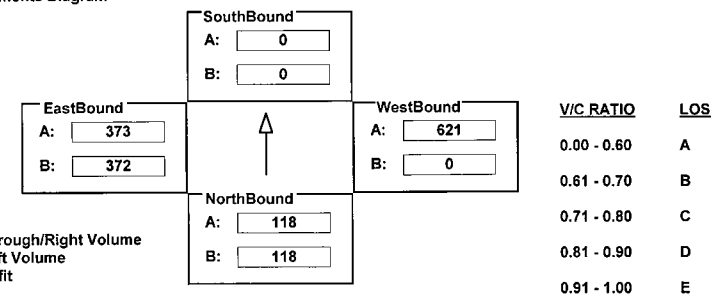 SouthBound
A: 0
B: 0
EastBound
A: 373
B: 372
WestBound
A: 621
B: 0
NorthBound
A: 118
B: 118
V/C RATIO LOS
0.00 - 0.60 A
0.61 - 0.70 B
0.71 - 0.80 C
0.81 - 0.90 D
0.91 - 1.00 E
rough/Right Volume
ft Volume
fit